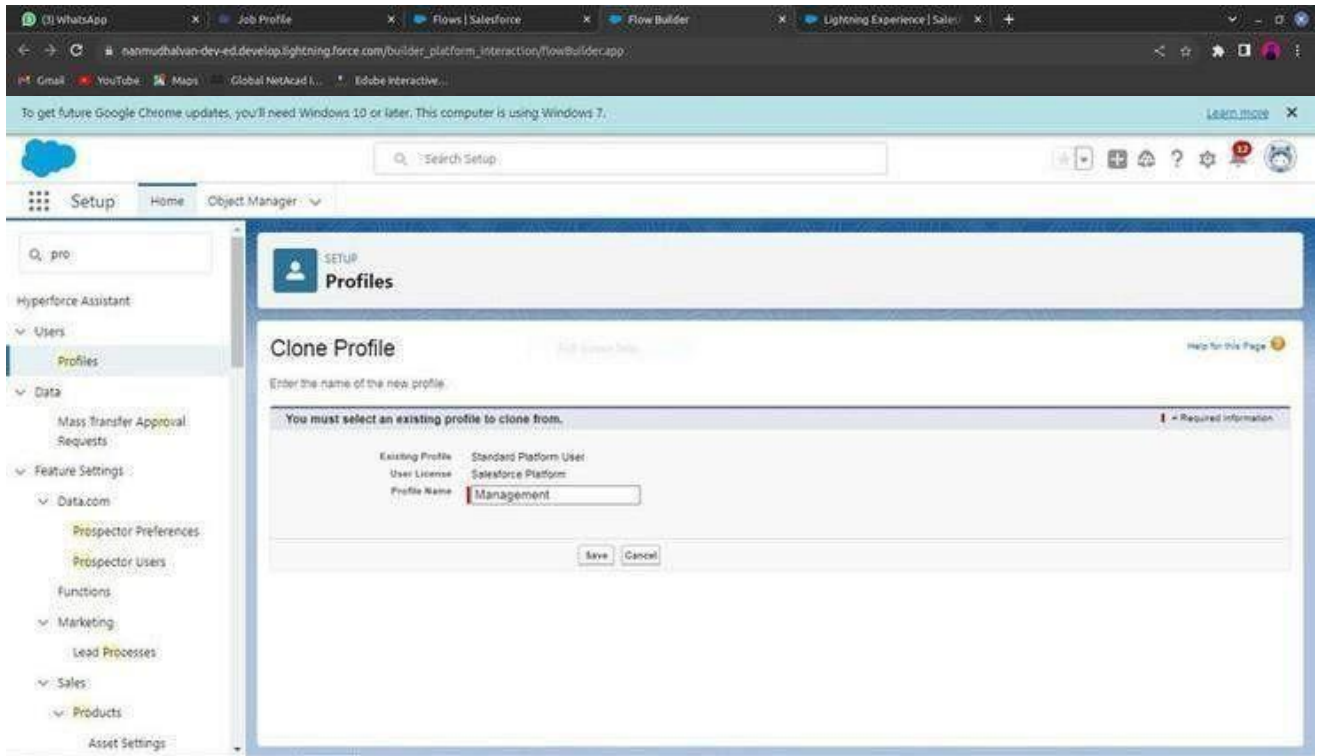 (3) WhatsApp
Job Profile
Flows | Salesforce
Flow Builder
Lightning Experience | Sales
nanmudhalvan-dev-ed.develop.lightning.force.com/builder_platform_interaction/flowBuilder.app
Gmail
YouTube
Maps
Global NetAcad I...
Edube Interactive...
To get future Google Chrome updates, you'll need Windows 10 or later. This computer is using Windows 7.
Learn more
Search Setup
12
Setup
Home
Object Manager
pro
SETUP
Profiles
Hyperforce Assistant
Users
Profiles
Data
Mass Transfer Approval
Requests
Feature Settings
Data.com
Prospector Preferences
Prospector Users
Functions
Marketing
Lead Processes
Sales
Products
Asset Settings
Clone Profile
Help for this Page
Enter the name of the new profile.
You must select an existing profile to clone from.
= Required Information
Existing Profile Standard Platform User
User License Salesforce Platform
Profile Name Management
Save Cancel